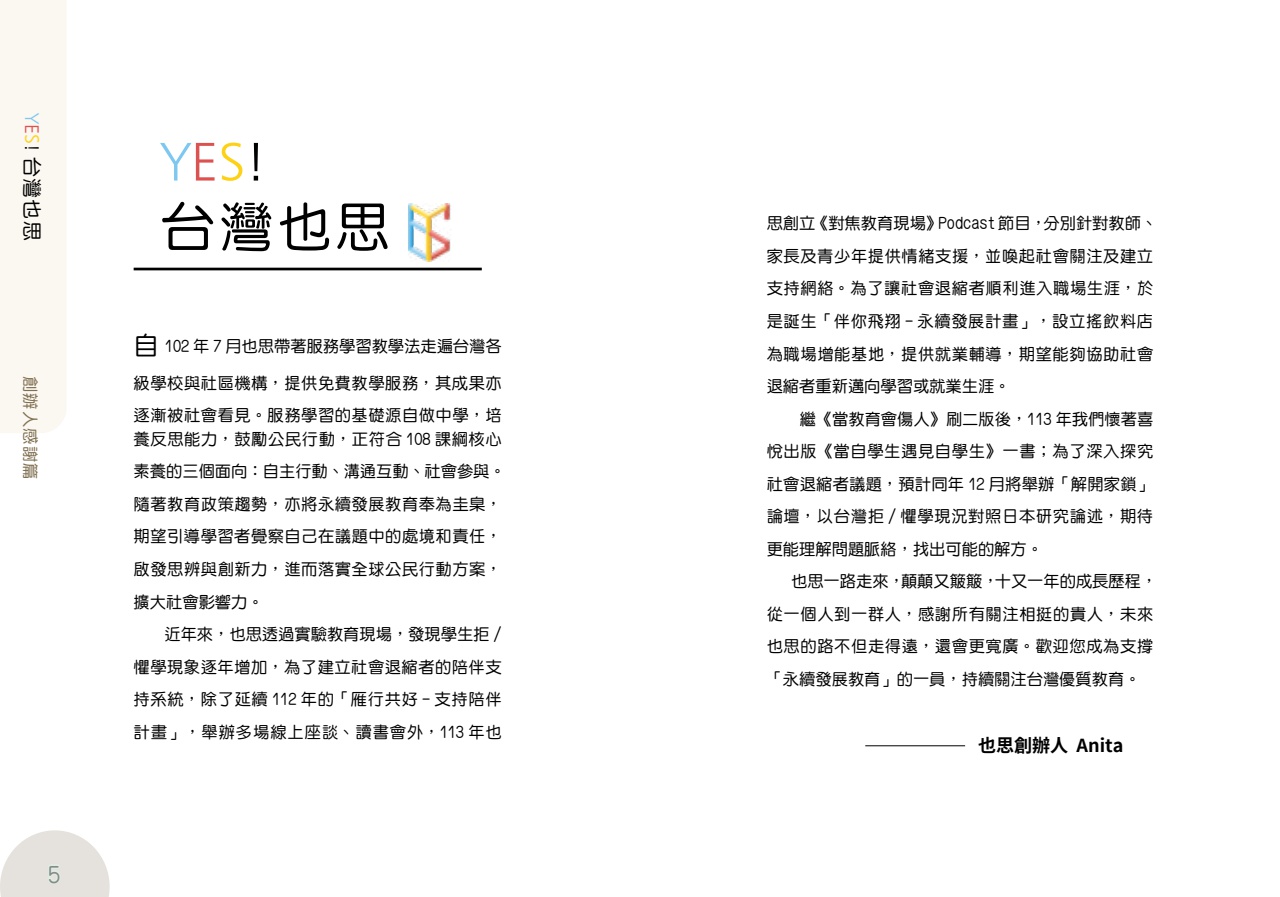 YES! 台灣也思
創辦人感謝篇
YES!
台灣也思
自 102 年 7 月也思帶著服務學習教學法走遍台灣各
級學校與社區機構，提供免費教學服務，其成果亦
逐漸被社會看見。服務學習的基礎源自做中學，培
養反思能力，鼓勵公民行動，正符合 108 課綱核心
素養的三個面向：自主行動、溝通互動、社會參與。
隨著教育政策趨勢，亦將永續發展教育奉為圭臬，
期望引導學習者覺察自己在議題中的處境和責任，
啟發思辨與創新力，進而落實全球公民行動方案，
擴大社會影響力。
近年來，也思透過實驗教育現場，發現學生拒 /
懼學現象逐年增加，為了建立社會退縮者的陪伴支
持系統，除了延續 112 年的「雁行共好－支持陪伴
計畫」，舉辦多場線上座談、讀書會外，113 年也
思創立《對焦教育現場》Podcast 節目，分別針對教師、
家長及青少年提供情緒支援，並喚起社會關注及建立
支持網絡。為了讓社會退縮者順利進入職場生涯，於
是誕生「伴你飛翔－永續發展計畫」，設立搖飲料店
為職場增能基地，提供就業輔導，期望能夠協助社會
退縮者重新邁向學習或就業生涯。
繼《當教育會傷人》刷二版後，113 年我們懷著喜
悅出版《當自學生遇見自學生》一書；為了深入探究
社會退縮者議題，預計同年 12 月將舉辦「解開家鎖」
論壇，以台灣拒 / 懼學現況對照日本研究論述，期待
更能理解問題脈絡，找出可能的解方。
也思一路走來，顛顛又簸簸，十又一年的成長歷程，
從一個人到一群人，感謝所有關注相挺的貴人，未來
也思的路不但走得遠，還會更寬廣。歡迎您成為支撐
「永續發展教育」的一員，持續關注台灣優質教育。
也思創辦人 Anita
5